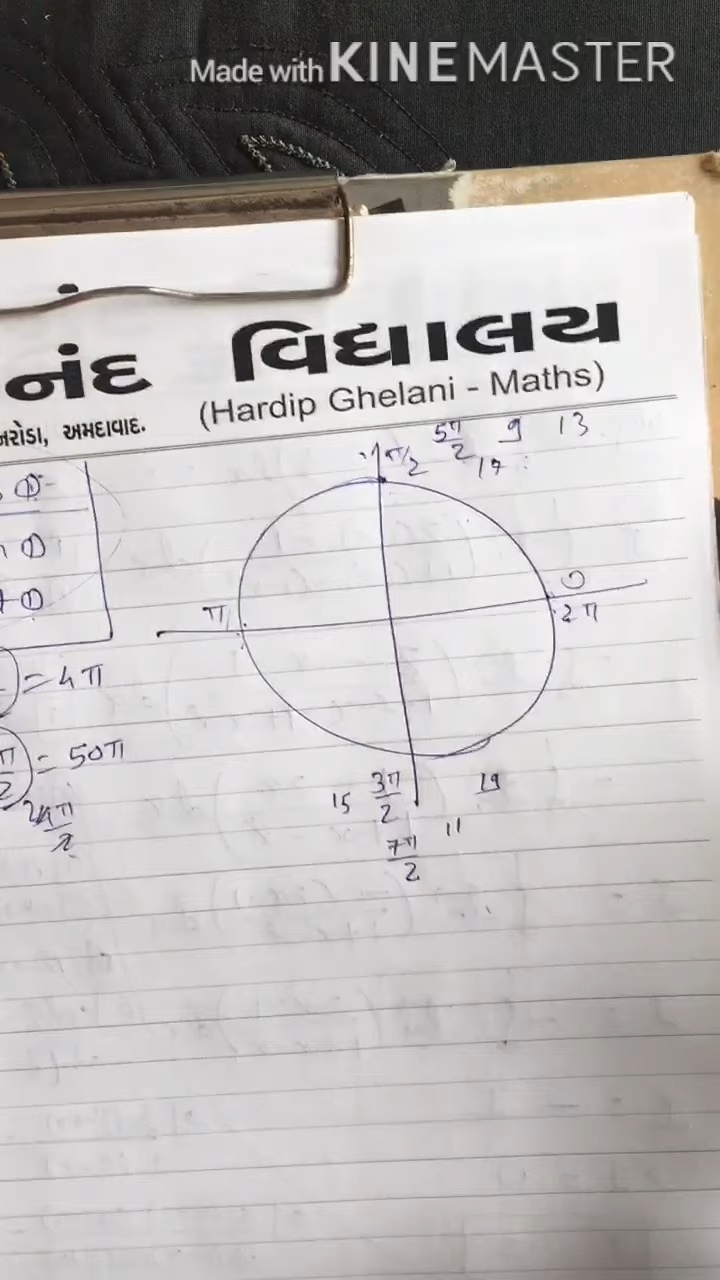 Made with KINEMASTER
નંદ વિદ્યાલય
(Hardip Ghelani - Maths)
નરોડા, અમદાવાદ.
π/2 5π/2 9 13
17
0
π 2π
= 4π
= 50π
15 3π/2 19
7π/2 11